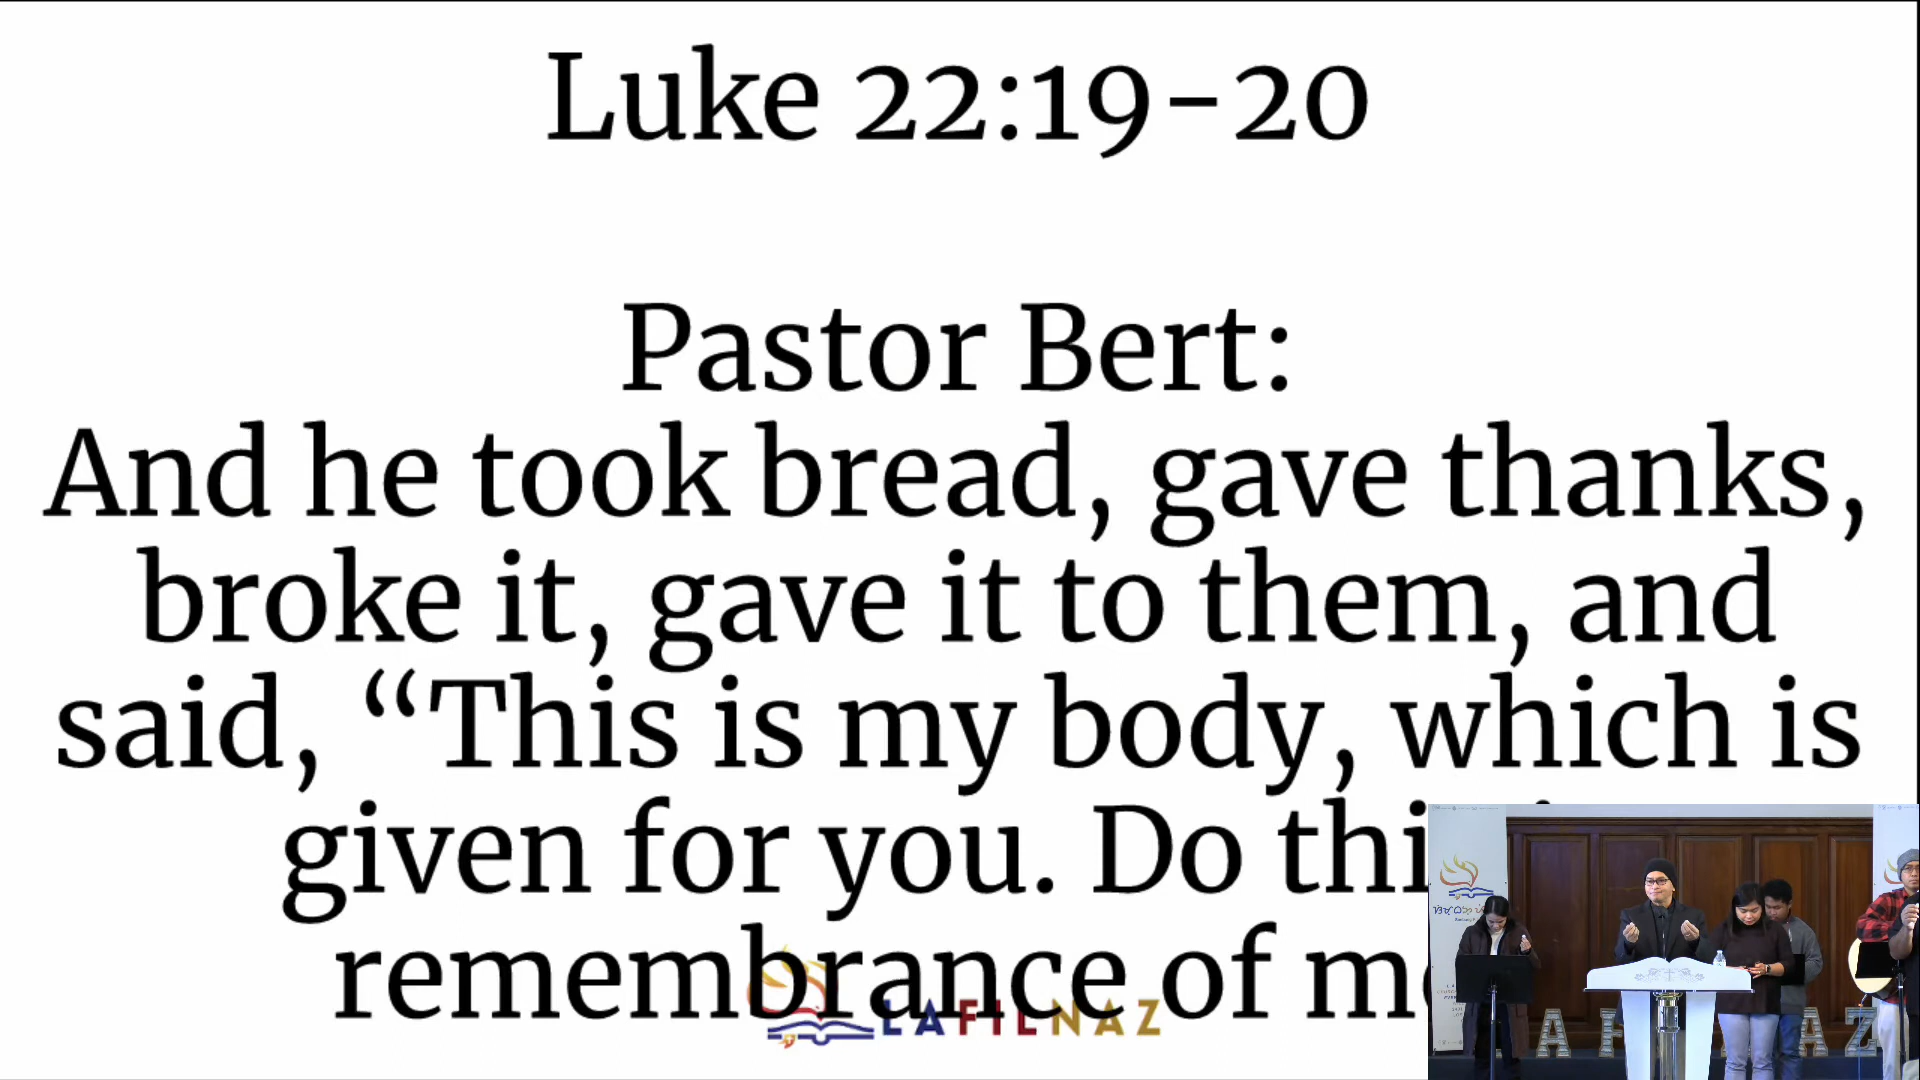 Luke 22:19-20
Pastor Bert:
And he took bread, gave thanks,
broke it, gave it to them, and
said, “This is my body, which is
given for you. Do thi
remembrance of m
LAFILNAZ
A F AZ